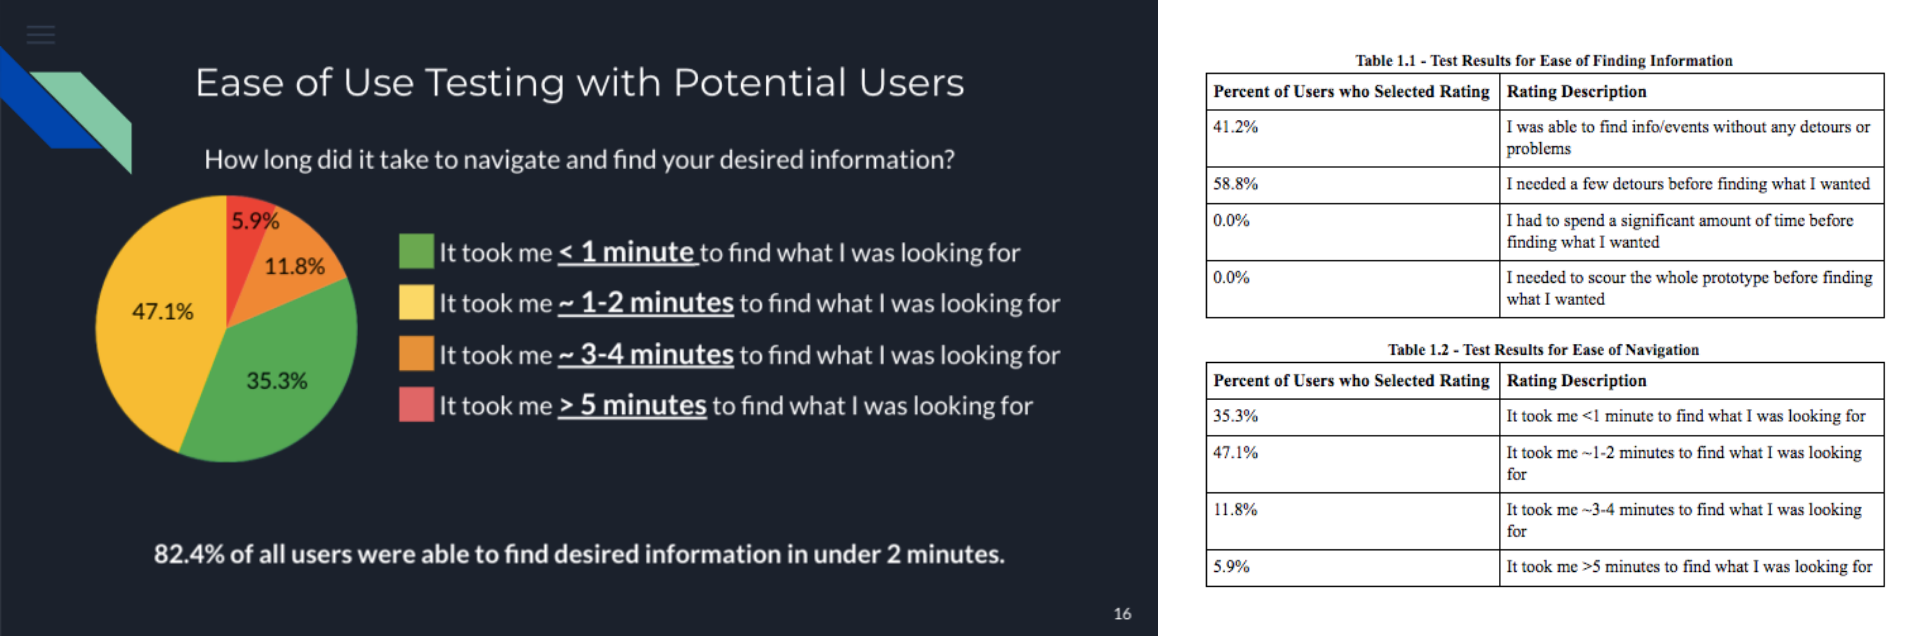 Ease of Use Testing with Potential Users
How long did it take to navigate and find your desired information?
5.9%
11.8%
47.1%
35.3%
It took me < 1 minute to find what I was looking for
It took me ~ 1-2 minutes to find what I was looking for
It took me ~ 3-4 minutes to find what I was looking for
It took me > 5 minutes to find what I was looking for
82.4% of all users were able to find desired information in under 2 minutes.
16
Table 1.1 - Test Results for Ease of Finding Information
Percent of Users who Selected Rating Rating Description
41.2% I was able to find info/events without any detours or
problems
58.8% I needed a few detours before finding what I wanted
0.0% I had to spend a significant amount of time before
finding what I wanted
0.0% I needed to scour the whole prototype before finding
what I wanted
Table 1.2 - Test Results for Ease of Navigation
Percent of Users who Selected Rating Rating Description
35.3% It took me <1 minute to find what I was looking for
47.1% It took me ~1-2 minutes to find what I was looking
for
11.8% It took me ~3-4 minutes to find what I was looking
for
5.9% It took me >5 minutes to find what I was looking for